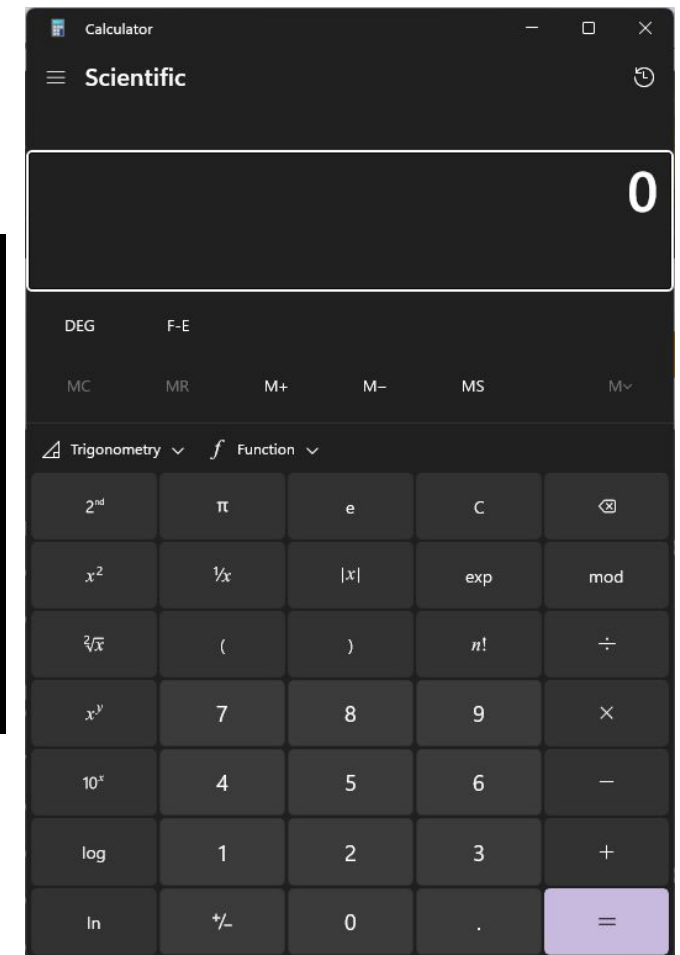 Calculator
Scientific
0
DEG F-E
MC MR M+ M− MS M
Trigonometry f Function
2ⁿᵈ π e C
x² ¹/x |x| exp mod
²√x ( ) n! ÷
xʸ 7 8 9 ×
10ˣ 4 5 6 −
log 1 2 3 +
ln +/− 0 . =